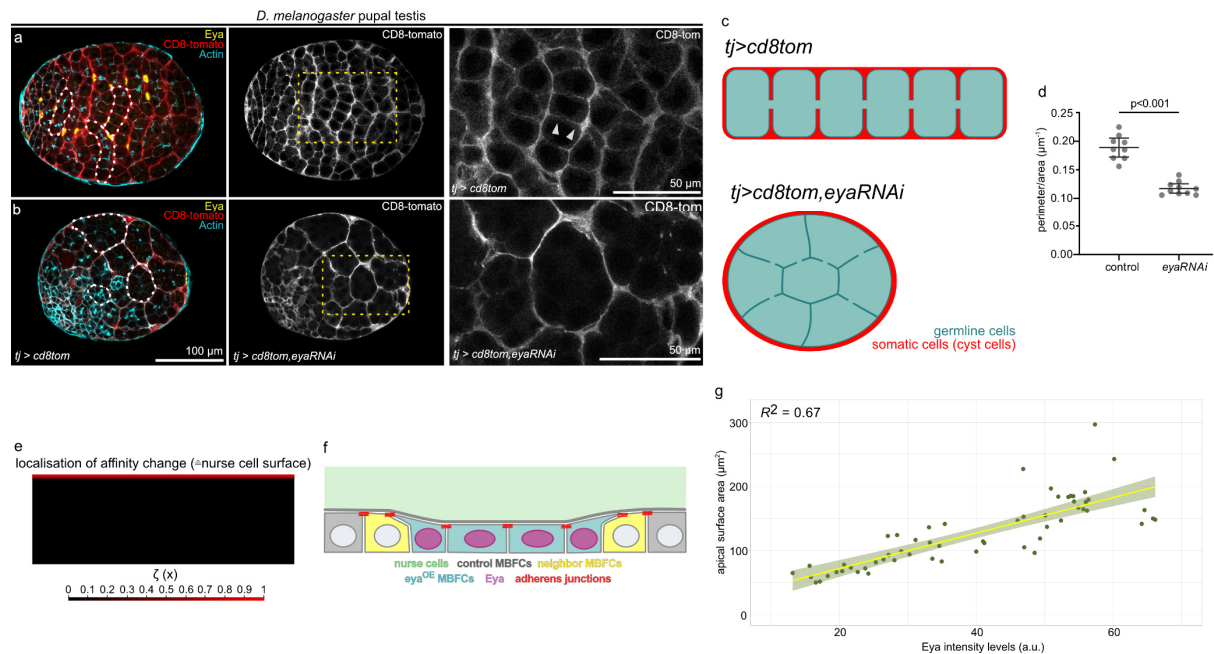 D. melanogaster pupal testis
a
Eya
CD8-tomato
Actin
CD8-tomato
CD8-tom
tj > cd8tom
50 µm
b
Eya
CD8-tomato
Actin
CD8-tomato
CD8-tom
tj > cd8tom
100 µm
tj > cd8tom,eyaRNAi
tj > cd8tom,eyaRNAi
50 µm
c
tj>cd8tom
tj>cd8tom,eyaRNAi
germline cells
somatic cells (cyst cells)
d
p<0.001
perimeter/area (µm⁻¹)
0.20
0.15
0.10
0.05
0.00
control
eyaRNAi
e
localisation of affinity change (≙nurse cell surface)
ζ (x)
0 0.1 0.2 0.3 0.4 0.5 0.6 0.7 0.8 0.9 1
f
nurse cells control MBFCs neighbor MBFCs
eyaᴼᴱ MBFCs Eya adherens junctions
g
R² = 0.67
apical surface area (µm²)
300
200
100
0
20 40 60
Eya intensity levels (a.u.)